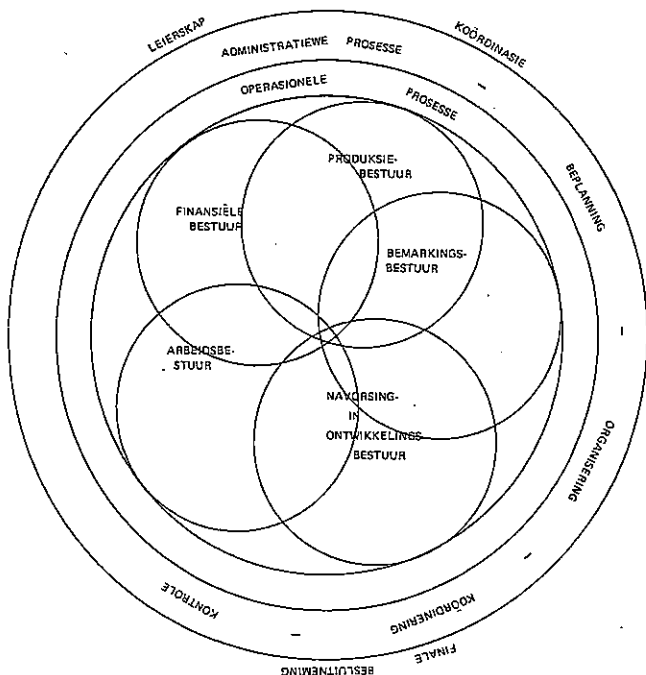 LEIERSKAP
KOÖRDINASIE
ADMINISTRATIEWE PROSESSE
–
OPERASIONELE
PROSESSE
PRODUKSIE-
BESTUUR
BEPLANNING
FINANSIËLE
BESTUUR
BEMARKINGS-
BESTUUR
–
ARBEIDSBE-
STUUR
NAVORSING-
IN
ONTWIKKELINGS
BESTUUR
ORGANISERING
–
KOÖRDINERING
–
KONTROLE
FINALE
BESLUITNEMING